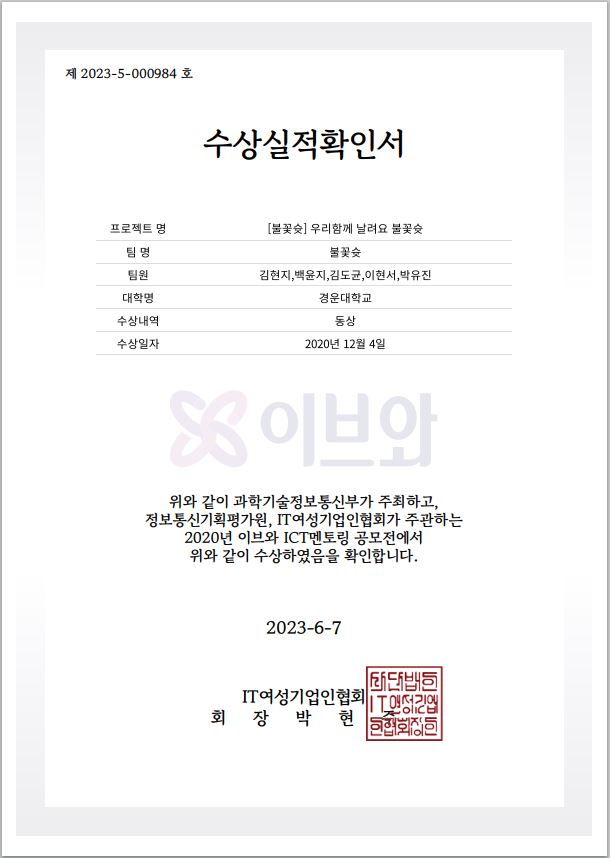 제 2023-5-000984 호
수상실적확인서
프로젝트 명 [불꽃슛] 우리함께 날려요 불꽃슛
팀 명 불꽃슛
팀원 김현지,백윤지,김도균,이현서,박유진
대학명 경운대학교
수상내역 동상
수상일자 2020년 12월 4일
이브와
위와 같이 과학기술정보통신부가 주최하고,
정보통신기획평가원, IT여성기업인협회가 주관하는
2020년 이브와 ICT멘토링 공모전에서
위와 같이 수상하였음을 확인합니다.
2023-6-7
IT여성기업인협회
회 장 박 현 주